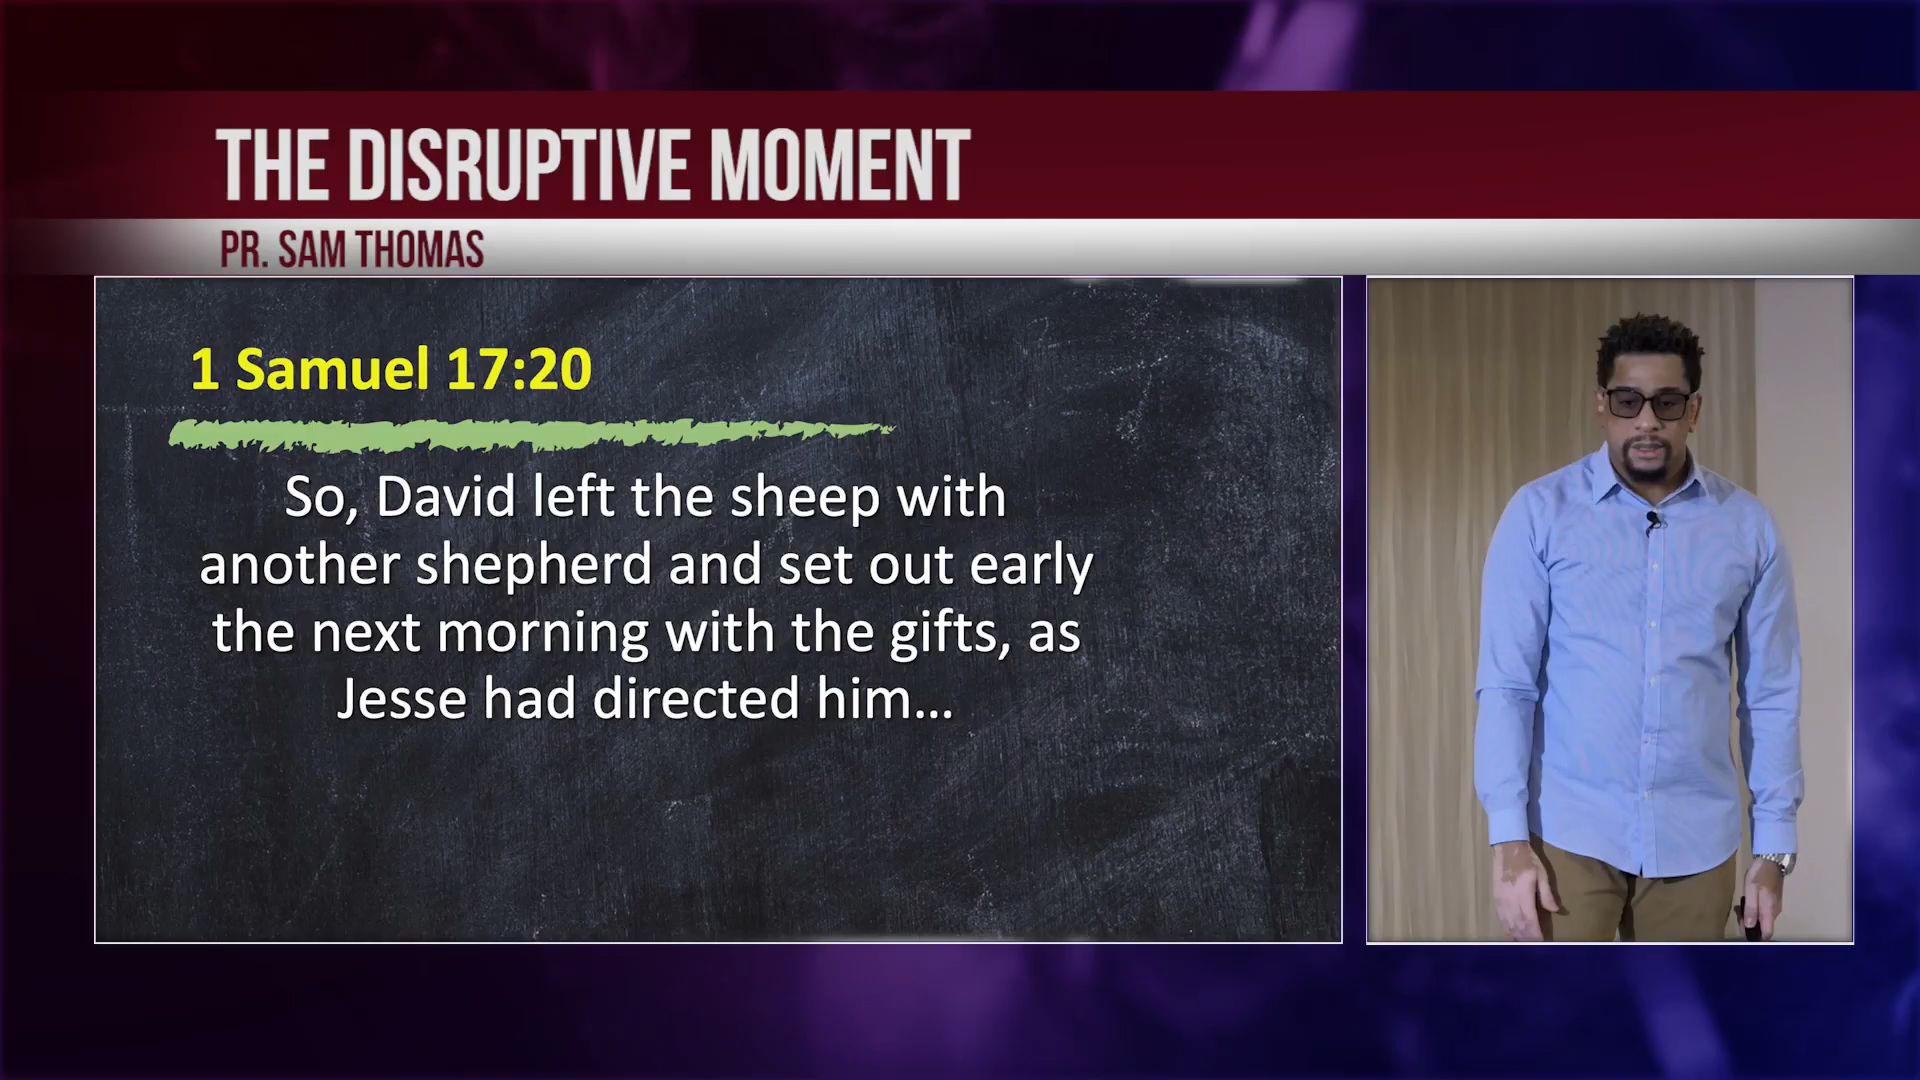 THE DISRUPTIVE MOMENT
PR. SAM THOMAS
1 Samuel 17:20
So, David left the sheep with
another shepherd and set out early
the next morning with the gifts, as
Jesse had directed him...